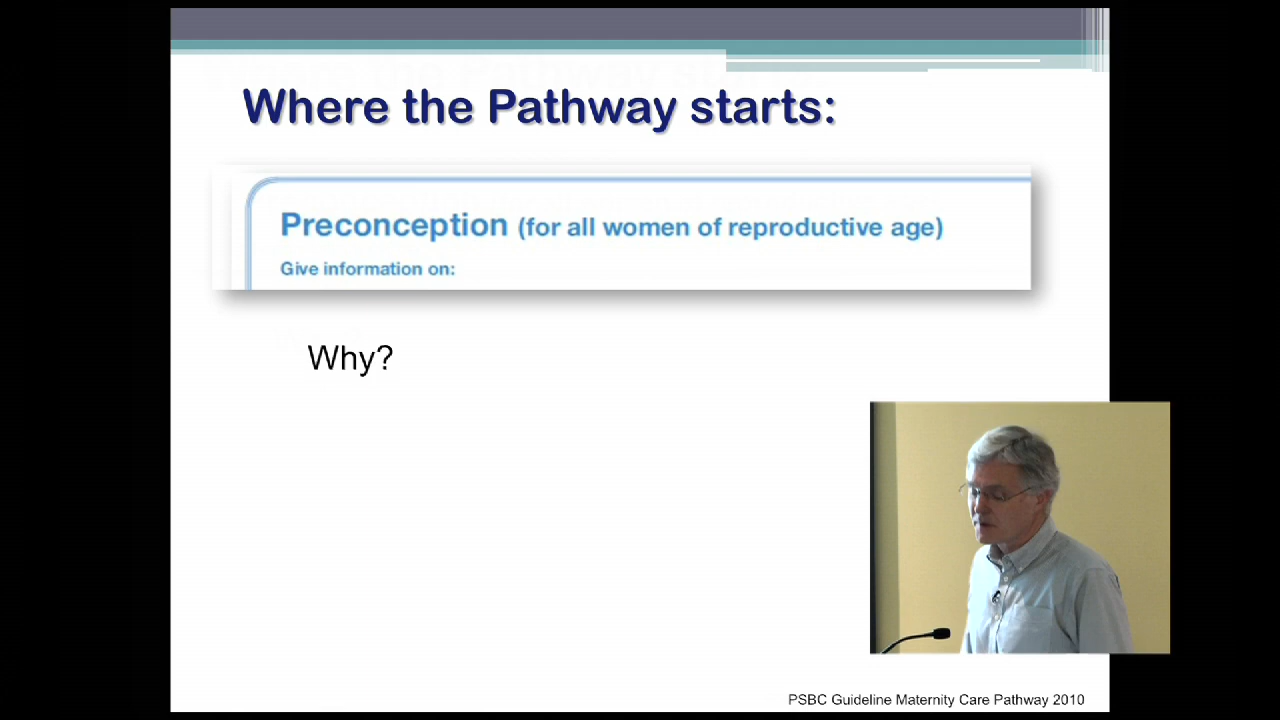 Where the Pathway starts:
Preconception (for all women of reproductive age)
Give information on:
Why?
PSBC Guideline Maternity Care Pathway 2010